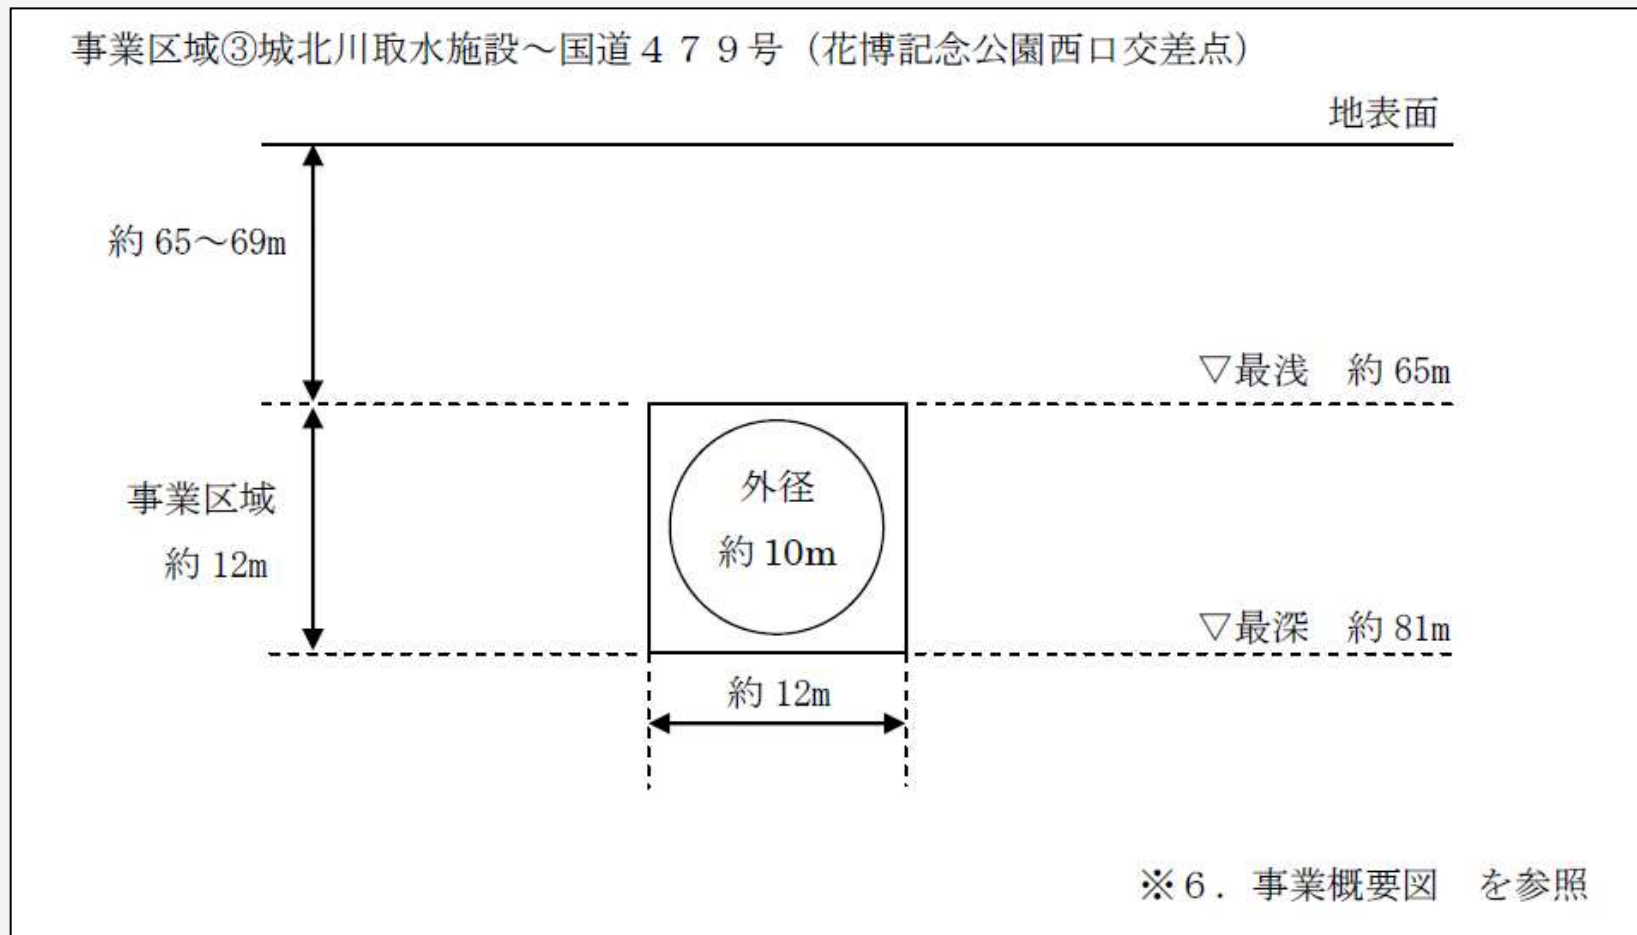 事業区域③城北川取水施設～国道４７９号（花博記念公園西口交差点）
地表面
約 65～69m
▽最浅　約 65m
外径
約 10m
事業区域
約 12m
▽最深　約 81m
約 12m
※６．事業概要図　を参照